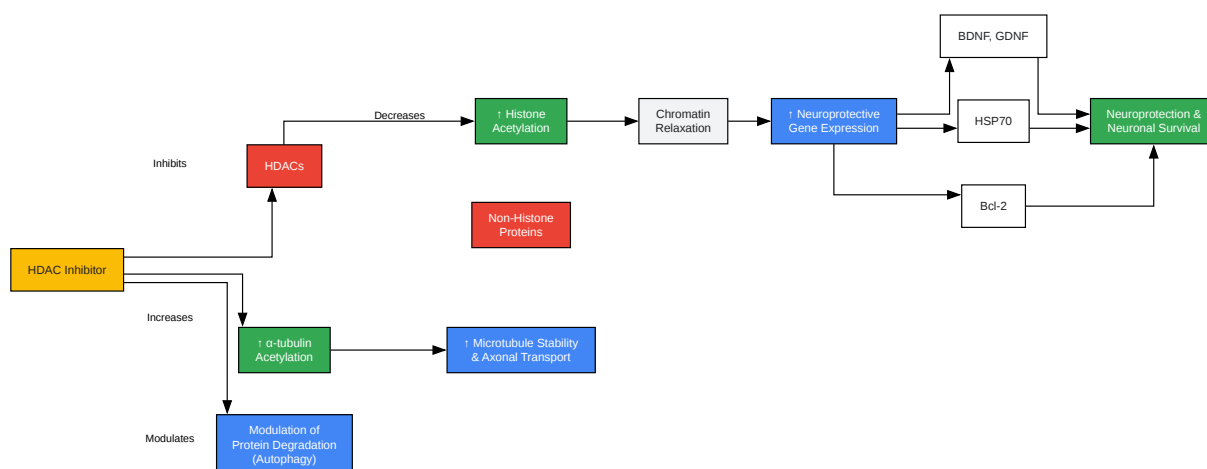 BDNF, GDNF
Decreases
↑ Histone
Acetylation
Chromatin
Relaxation
↑ Neuroprotective
Gene Expression
HSP70
Neuroprotection &
Neuronal Survival
Inhibits
HDACs
Bcl-2
Non-Histone
Proteins
HDAC Inhibitor
Increases
↑ α-tubulin
Acetylation
↑ Microtubule Stability
& Axonal Transport
Modulates
Modulation of
Protein Degradation
(Autophagy)